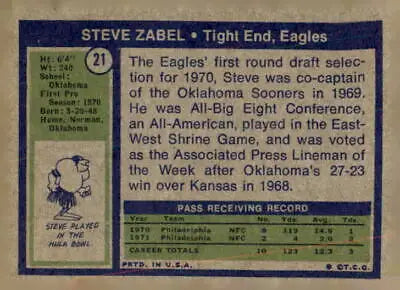 STEVE ZABEL • Tight End, Eagles
21
Ht: 6'4"
Wt: 240
School:
Oklahoma
First Pro
Season: 1970
Born: 3-20-48
Home: Norman,
Oklahoma
STEVE PLAYED
IN THE
HULA BOWL
The Eagles' first round draft selec-
tion for 1970, Steve was co-captain
of the Oklahoma Sooners in 1969.
He was All-Big Eight Conference,
an All-American, played in the East-
West Shrine Game, and was voted
as the Associated Press Lineman of
the Week after Oklahoma's 27-23
win over Kansas in 1968.
PASS RECEIVING RECORD
Year Team No. Yds. Avg. TDs
1970 Philadelphia NFC 8 119 14.9 1
1971 Philadelphia NFC 2 4 2.0 2
CAREER TOTALS 10 123 12.3 3
PRTD. IN U.S.A. © T.C.G.